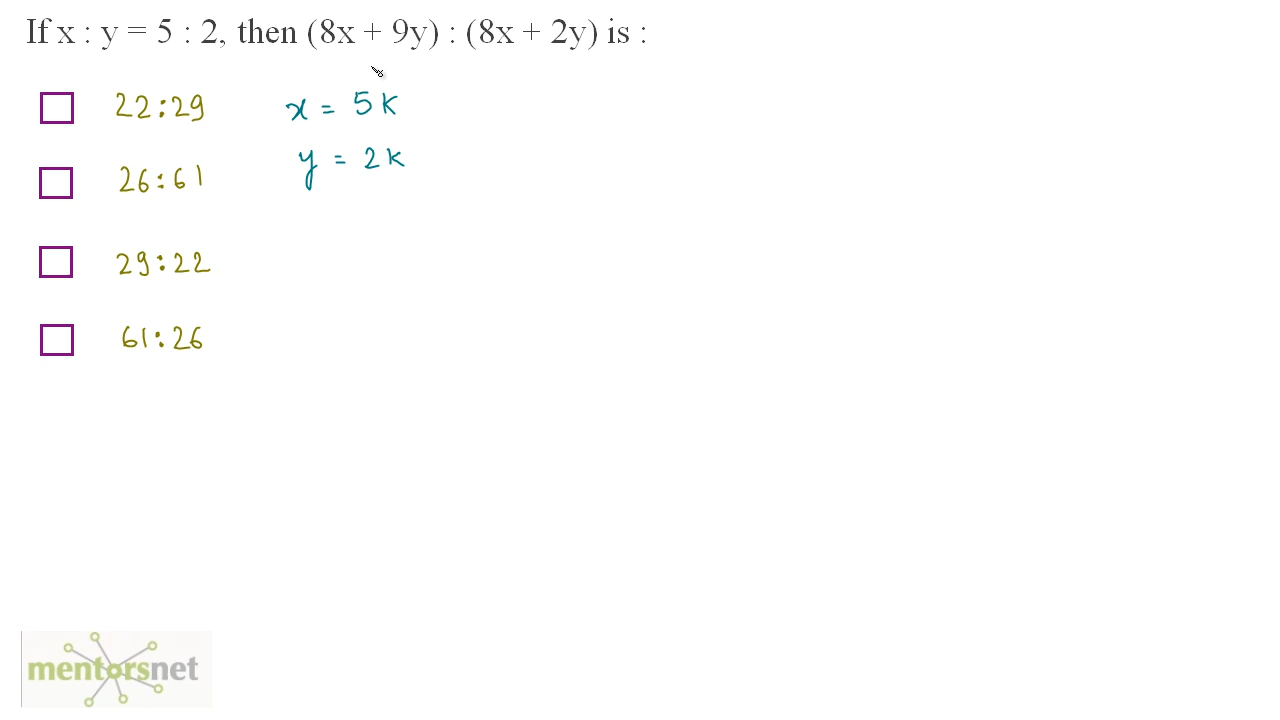 If x : y = 5 : 2, then (8x + 9y) : (8x + 2y) is :
22:29
x = 5k
26:61
y = 2k
29:22
61:26
mentorsnet